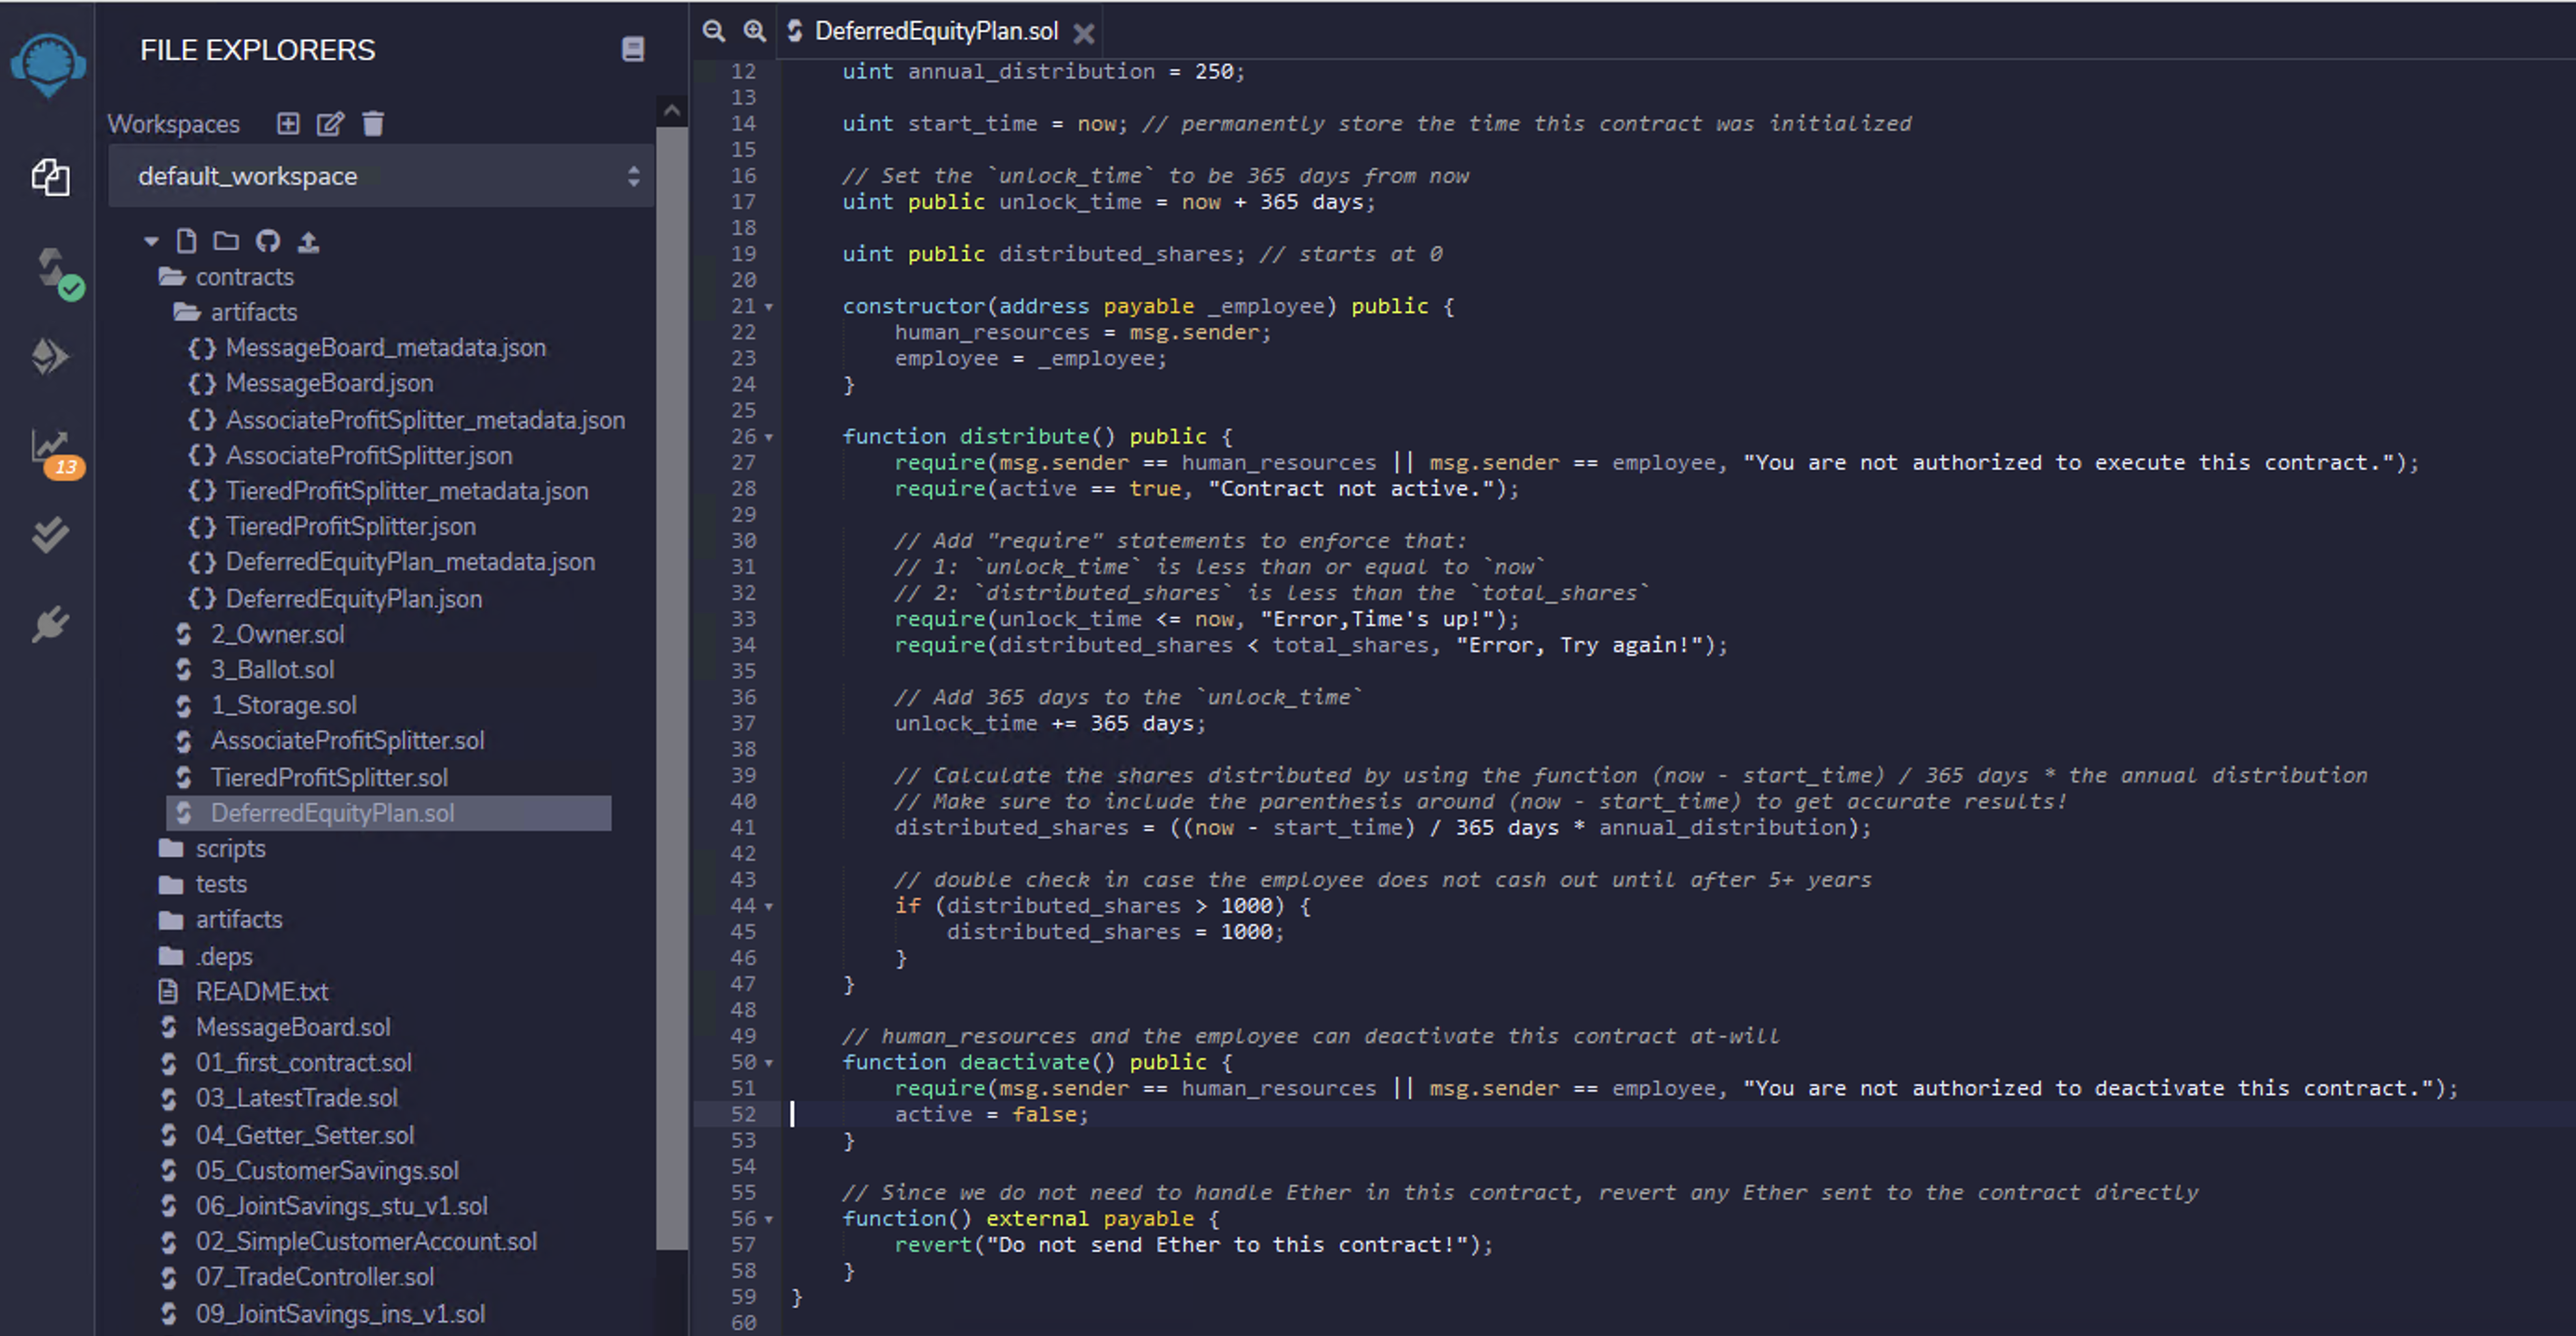 FILE EXPLORERS
Workspaces
default_workspace
contracts
artifacts
{} MessageBoard_metadata.json
{} MessageBoard.json
{} AssociateProfitSplitter_metadata.json
{} AssociateProfitSplitter.json
{} TieredProfitSplitter_metadata.json
{} TieredProfitSplitter.json
{} DeferredEquityPlan_metadata.json
{} DeferredEquityPlan.json
2_Owner.sol
3_Ballot.sol
1_Storage.sol
AssociateProfitSplitter.sol
TieredProfitSplitter.sol
DeferredEquityPlan.sol
scripts
tests
artifacts
.deps
README.txt
MessageBoard.sol
01_first_contract.sol
03_LatestTrade.sol
04_Getter_Setter.sol
05_CustomerSavings.sol
06_JointSavings_stu_v1.sol
02_SimpleCustomerAccount.sol
07_TradeController.sol
09_JointSavings_ins_v1.sol
13
DeferredEquityPlan.sol
12 uint annual_distribution = 250;
13
14 uint start_time = now; // permanently store the time this contract was initialized
15
16 // Set the `unlock_time` to be 365 days from now
17 uint public unlock_time = now + 365 days;
18
19 uint public distributed_shares; // starts at 0
20
21 constructor(address payable _employee) public {
22 human_resources = msg.sender;
23 employee = _employee;
24 }
25
26 function distribute() public {
27 require(msg.sender == human_resources || msg.sender == employee, "You are not authorized to execute this contract.");
28 require(active == true, "Contract not active.");
29
30 // Add "require" statements to enforce that:
31 // 1: `unlock_time` is less than or equal to `now`
32 // 2: `distributed_shares` is less than the `total_shares`
33 require(unlock_time <= now, "Error,Time's up!");
34 require(distributed_shares < total_shares, "Error, Try again!");
35
36 // Add 365 days to the `unlock_time`
37 unlock_time += 365 days;
38
39 // Calculate the shares distributed by using the function (now - start_time) / 365 days * the annual distribution
40 // Make sure to include the parenthesis around (now - start_time) to get accurate results!
41 distributed_shares = ((now - start_time) / 365 days * annual_distribution);
42
43 // double check in case the employee does not cash out until after 5+ years
44 if (distributed_shares > 1000) {
45 distributed_shares = 1000;
46 }
47 }
48
49 // human_resources and the employee can deactivate this contract at-will
50 function deactivate() public {
51 require(msg.sender == human_resources || msg.sender == employee, "You are not authorized to deactivate this contract.");
52 active = false;
53 }
54
55 // Since we do not need to handle Ether in this contract, revert any Ether sent to the contract directly
56 function() external payable {
57 revert("Do not send Ether to this contract!");
58 }
59 }
60